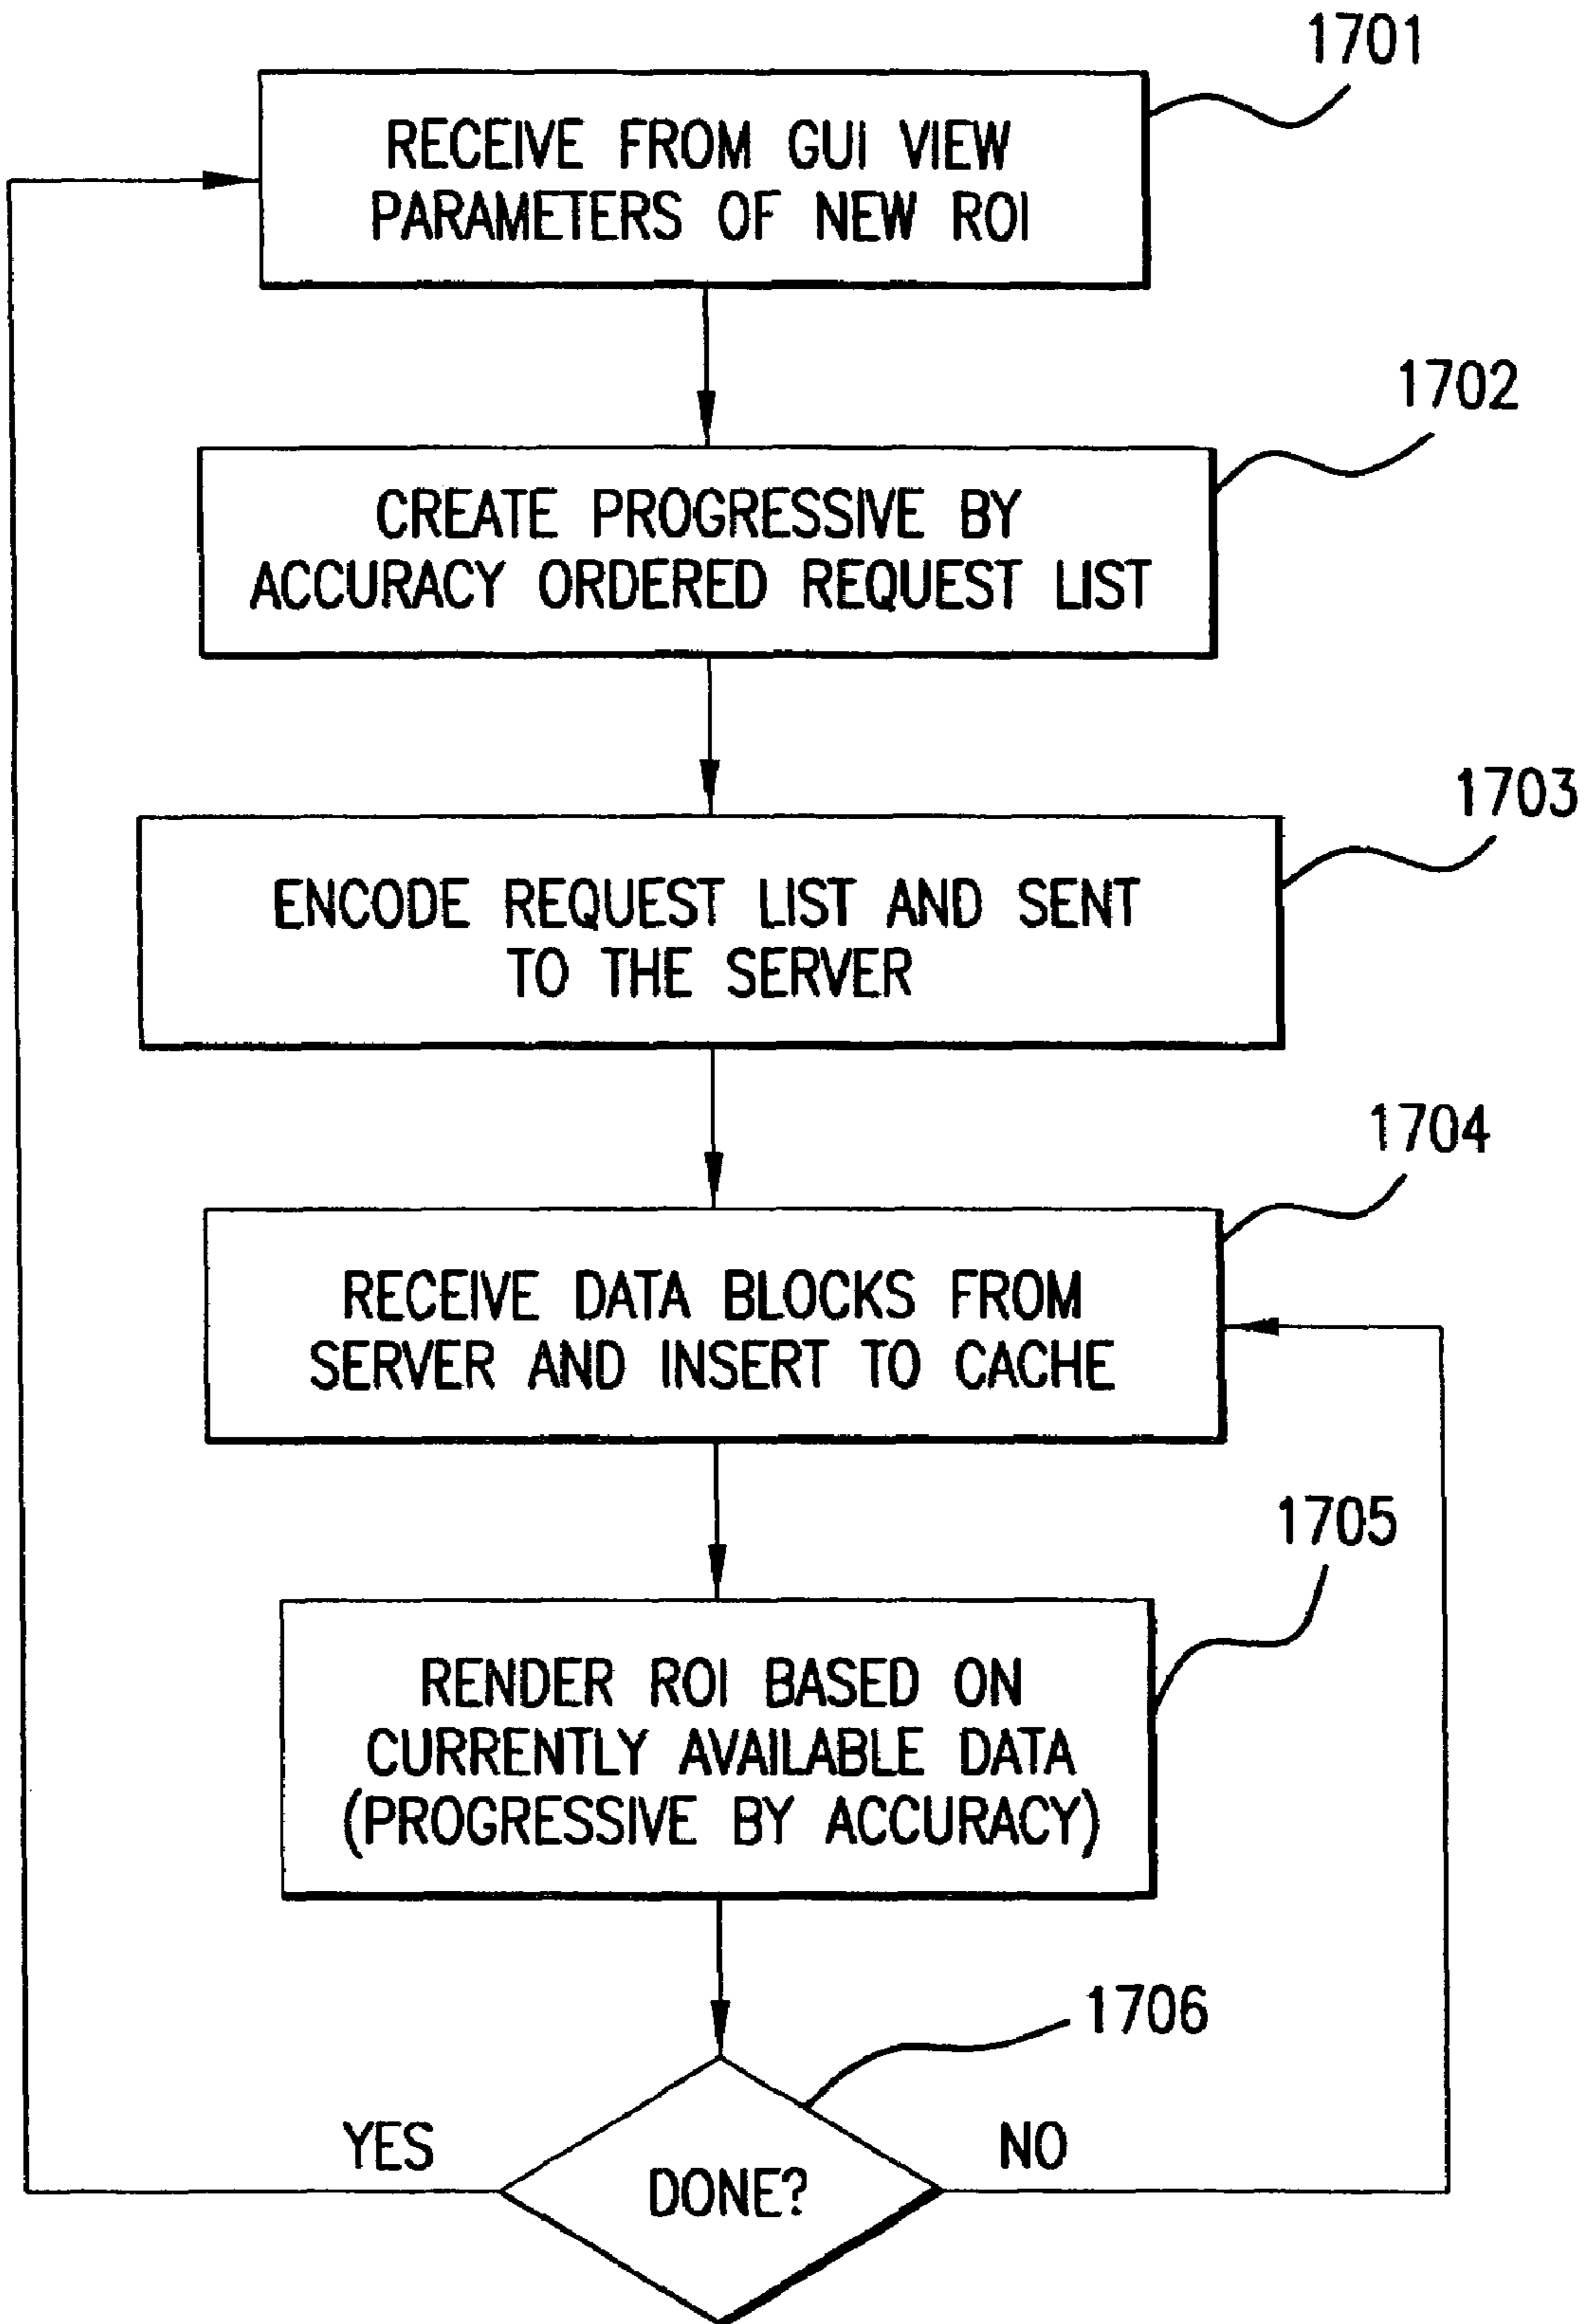 1701
RECEIVE FROM GUI VIEW
PARAMETERS OF NEW ROI
1702
CREATE PROGRESSIVE BY
ACCURACY ORDERED REQUEST LIST
1703
ENCODE REQUEST LIST AND SENT
TO THE SERVER
1704
RECEIVE DATA BLOCKS FROM
SERVER AND INSERT TO CACHE
1705
RENDER ROI BASED ON
CURRENTLY AVAILABLE DATA
(PROGRESSIVE BY ACCURACY)
1706
YES
NO
DONE?